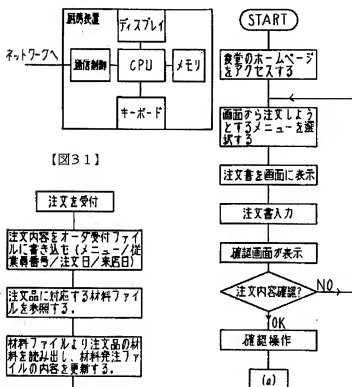 厨房装置
ディスプレイ
ネットワークへ
通信制御
CPU
メモリ
キーボード
【図31】
注文を受付
注文内容をオーダ受付ファイ
ルに書き込む(メニュー/従
業員番号/注文日/来店日)
注文品に対応する材料ファイ
ルを参照する.
材料ファイルより注文品の材
料を読み出し、材料発注ファ
イルの内容を更新する.
START
食堂のホームページ
をアクセスする
画面から注文しよう
とするメニューを選
択する
注文書を画面に表示
注文書入力
確認画面が表示
注文内容確認?
NO
OK
確認操作
(a)